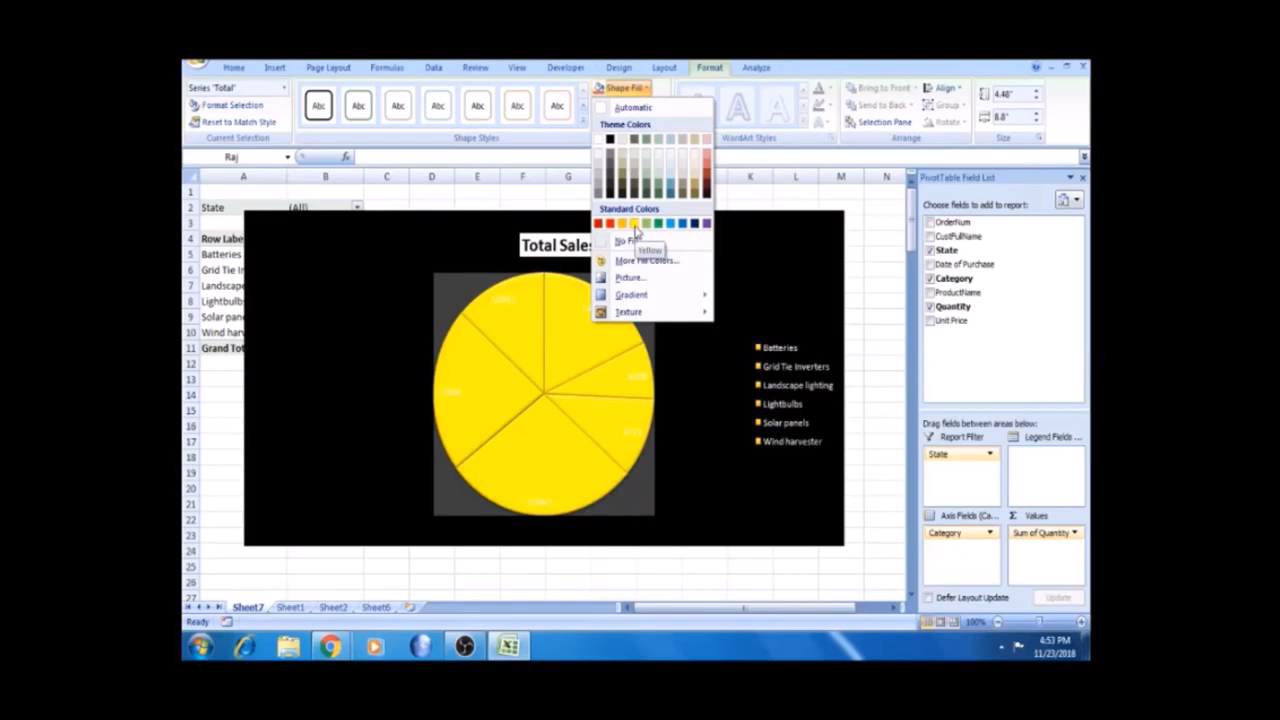 Home Insert Page Layout Formulas Data Review View Developer Design Layout Format Analyze
Series 'Total'
Format Selection
Reset to Match Style
Current Selection
Abc Abc Abc Abc Abc Abc Abc
Shape Styles
Shape Fill
Automatic
Theme Colors
Standard Colors
No Fill
Yellow
More Fill Colors...
Picture...
Gradient
Texture
WordArt Styles
Bring to Front
Send to Back
Selection Pane
Align
Group
Rotate
Arrange
4.48"
8.8"
Size
Raj
fx
A B C D E F G K L M N
1
2 State (All)
4 Row Labe
5 Batteries
6 Grid Tie In
7 Landscape
8 Lightbulbs
9 Solar pane
10 Wind harv
11 Grand Tot
12
13
14
15
16
17
18
19
20
21
22
23
24
25
26
27
Total Sales
Batteries
Grid Tie Inverters
Landscape lighting
Lightbulbs
Solar panels
Wind harvester
PivotTable Field List
Choose fields to add to report:
OrderNum
CustFullName
State
Date of Purchase
Category
ProductName
Quantity
Unit Price
Drag fields between areas below:
Report Filter
Legend Fields ...
State
Axis Fields (Ca...
Σ Values
Category
Sum of Quantity
Defer Layout Update
Update
Sheet7 Sheet1 Sheet2 Sheet6
Ready
100%
4:53 PM
11/23/2018